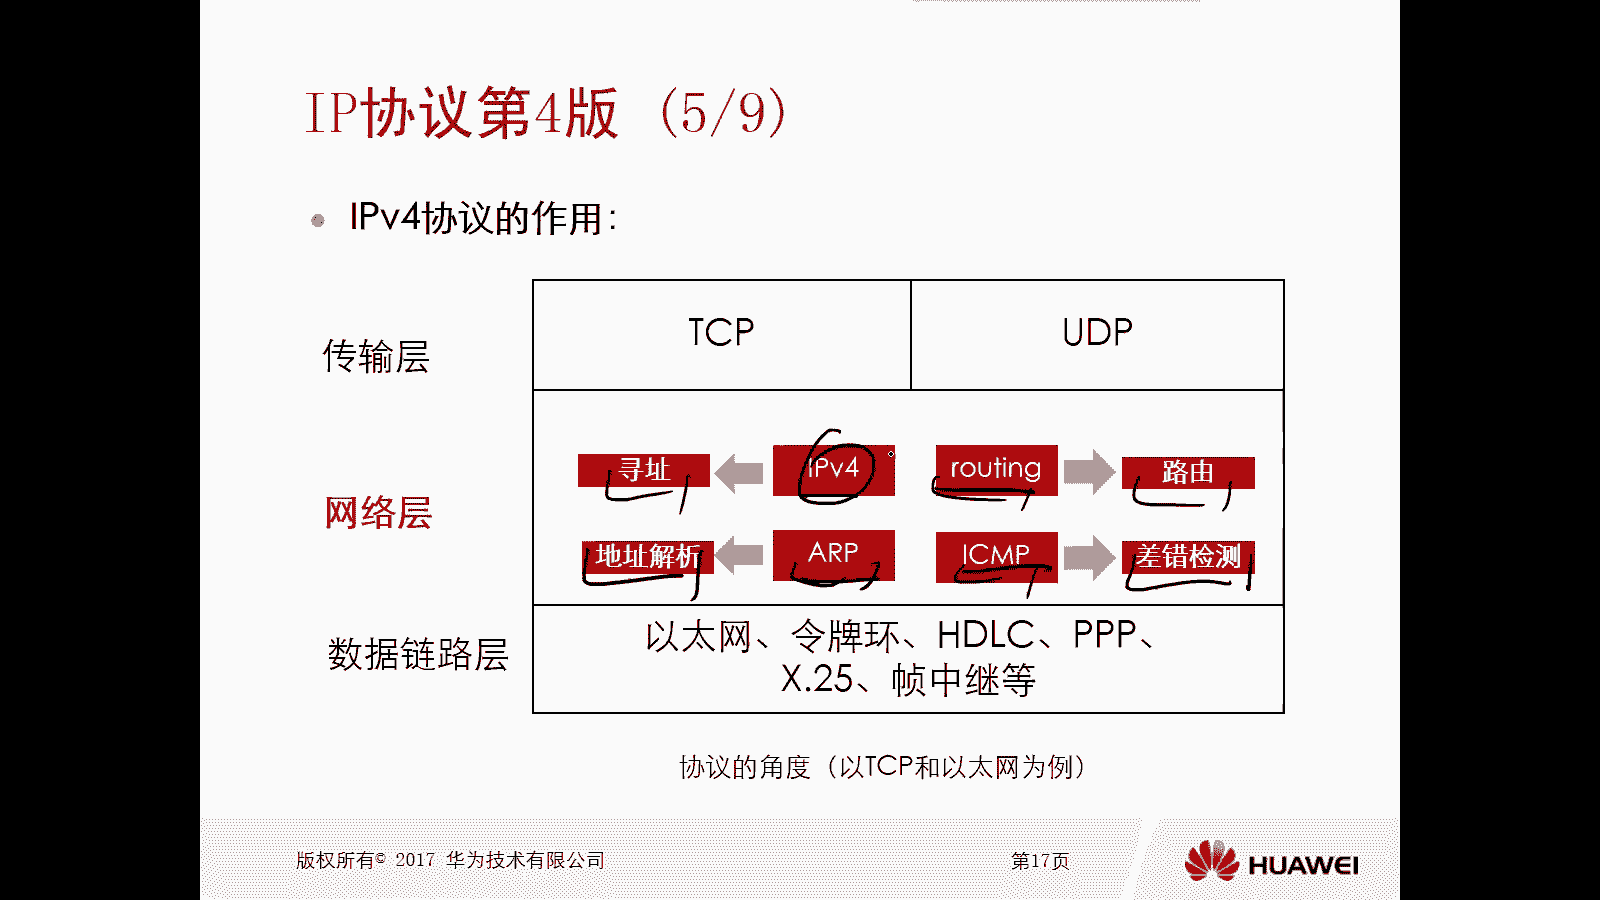 IP协议第4版 (5/9)
IPv4协议的作用：
传输层
TCP
UDP
网络层
寻址
IPv4
routing
路由
地址解析
ARP
ICMP
差错检测
数据链路层
以太网、令牌环、HDLC、PPP、
X.25、帧中继等
协议的角度（以TCP和以太网为例）
版权所有© 2017 华为技术有限公司
第17页
HUAWEI